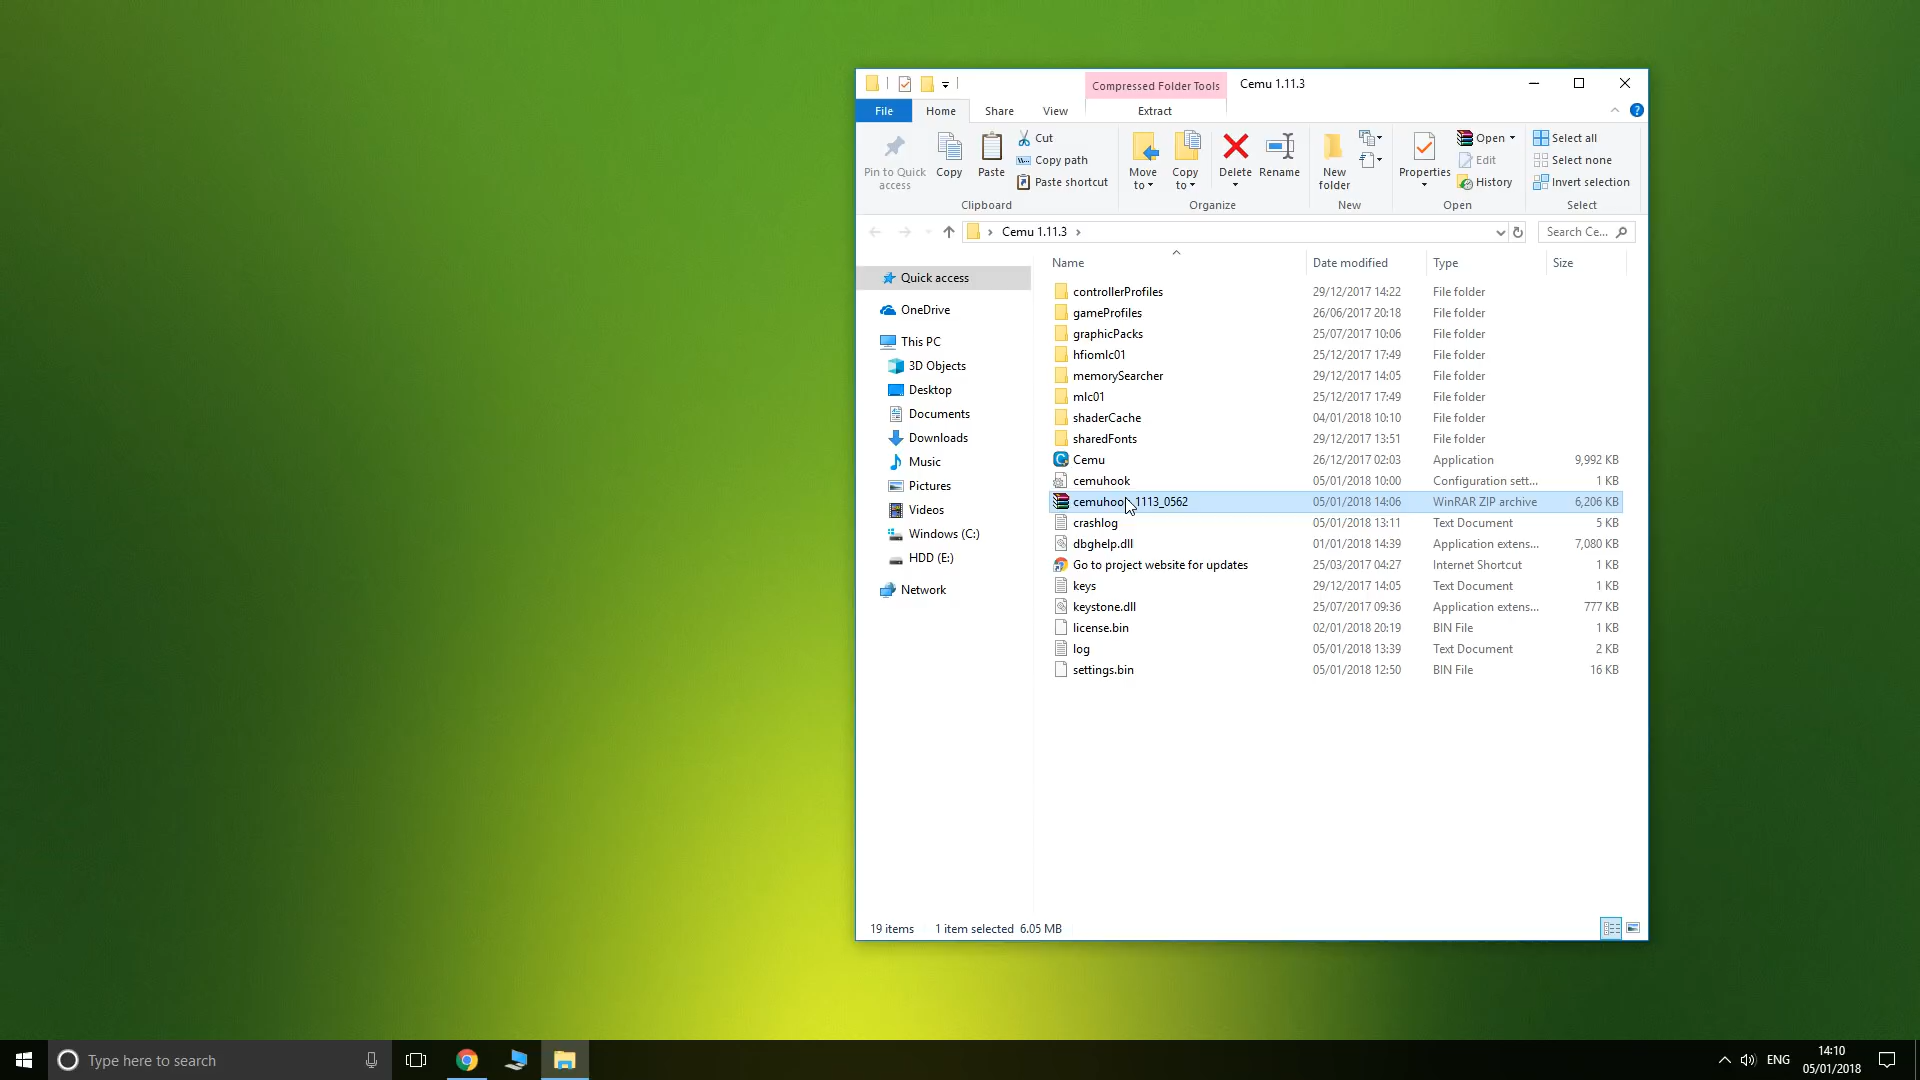 Compressed Folder Tools
Cemu 1.11.3
File
Home
Share
View
Extract
Pin to Quick access
Copy
Paste
Cut
Copy path
Paste shortcut
Clipboard
Move to
Copy to
Delete
Rename
Organize
New folder
New
Properties
Open
Edit
History
Open
Select all
Select none
Invert selection
Select
Cemu 1.11.3
Search Ce...
Name Date modified Type Size
Quick access
OneDrive
This PC
3D Objects
Desktop
Documents
Downloads
Music
Pictures
Videos
Windows (C:)
HDD (E:)
Network
controllerProfiles 29/12/2017 14:22 File folder
gameProfiles 26/06/2017 20:18 File folder
graphicPacks 25/07/2017 10:06 File folder
hfiomlc01 25/12/2017 17:49 File folder
memorySearcher 29/12/2017 14:05 File folder
mlc01 25/12/2017 17:49 File folder
shaderCache 04/01/2018 10:10 File folder
sharedFonts 29/12/2017 13:51 File folder
Cemu 26/12/2017 02:03 Application 9,992 KB
cemuhook 05/01/2018 10:00 Configuration sett... 1 KB
cemuhook_1113_0562 05/01/2018 14:06 WinRAR ZIP archive 6,206 KB
crashlog 05/01/2018 13:11 Text Document 5 KB
dbghelp.dll 01/01/2018 14:39 Application extens... 7,080 KB
Go to project website for updates 25/03/2017 04:27 Internet Shortcut 1 KB
keys 29/12/2017 14:05 Text Document 1 KB
keystone.dll 25/07/2017 09:36 Application extens... 777 KB
license.bin 02/01/2018 20:19 BIN File 1 KB
log 05/01/2018 13:39 Text Document 2 KB
settings.bin 05/01/2018 12:50 BIN File 16 KB
19 items 1 item selected 6.05 MB
Type here to search
ENG
14:10
05/01/2018